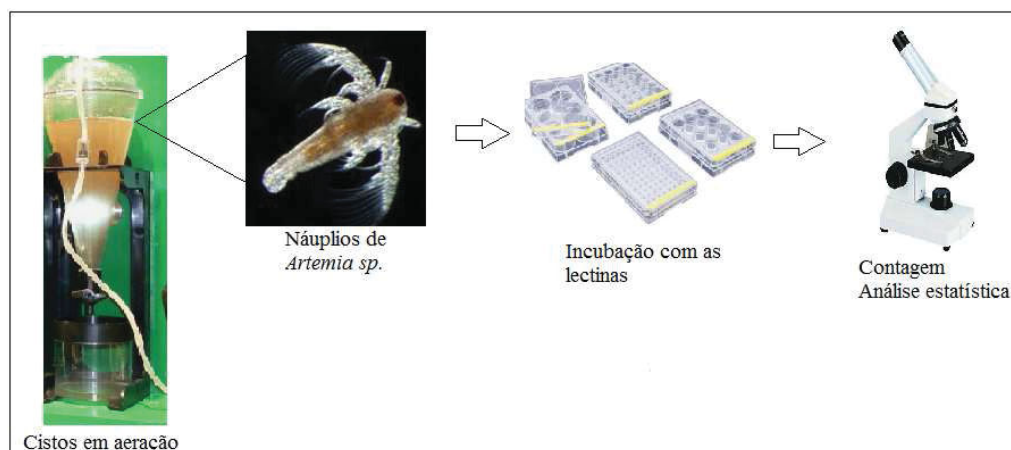 Náuplios de
Artemia sp.
Incubação com as
lectinas
Contagem
Análise estatística
Cistos em aeração